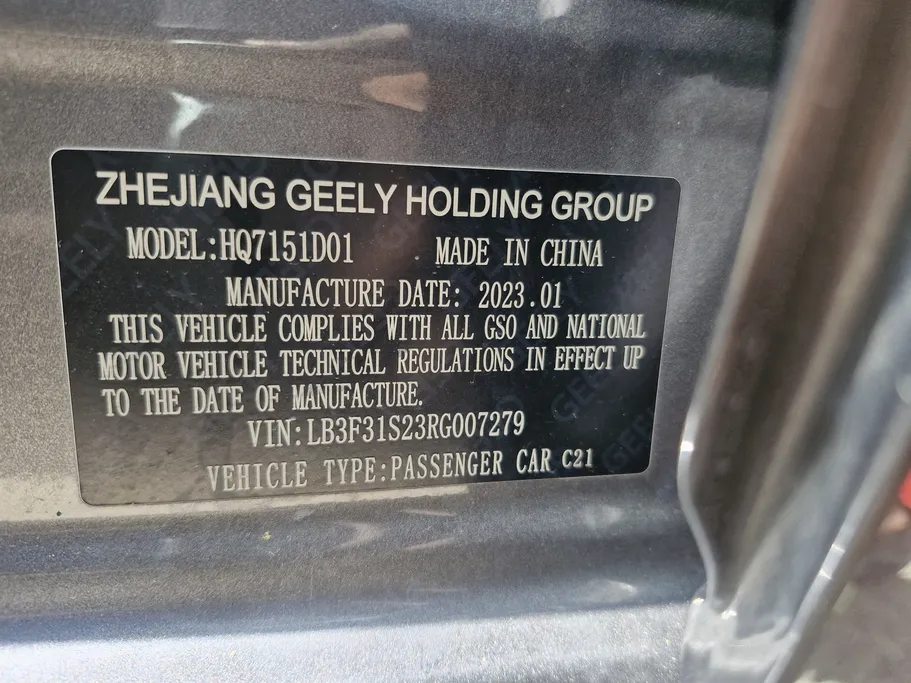 ZHEJIANG GEELY HOLDING GROUP
MODEL:HQ7151D01 MADE IN CHINA
MANUFACTURE DATE: 2023.01
THIS VEHICLE COMPLIES WITH ALL GSO AND NATIONAL
MOTOR VEHICLE TECHNICAL REGULATIONS IN EFFECT UP
TO THE DATE OF MANUFACTURE.
VIN:LB3F31S23RG007279
VEHICLE TYPE:PASSENGER CAR C21